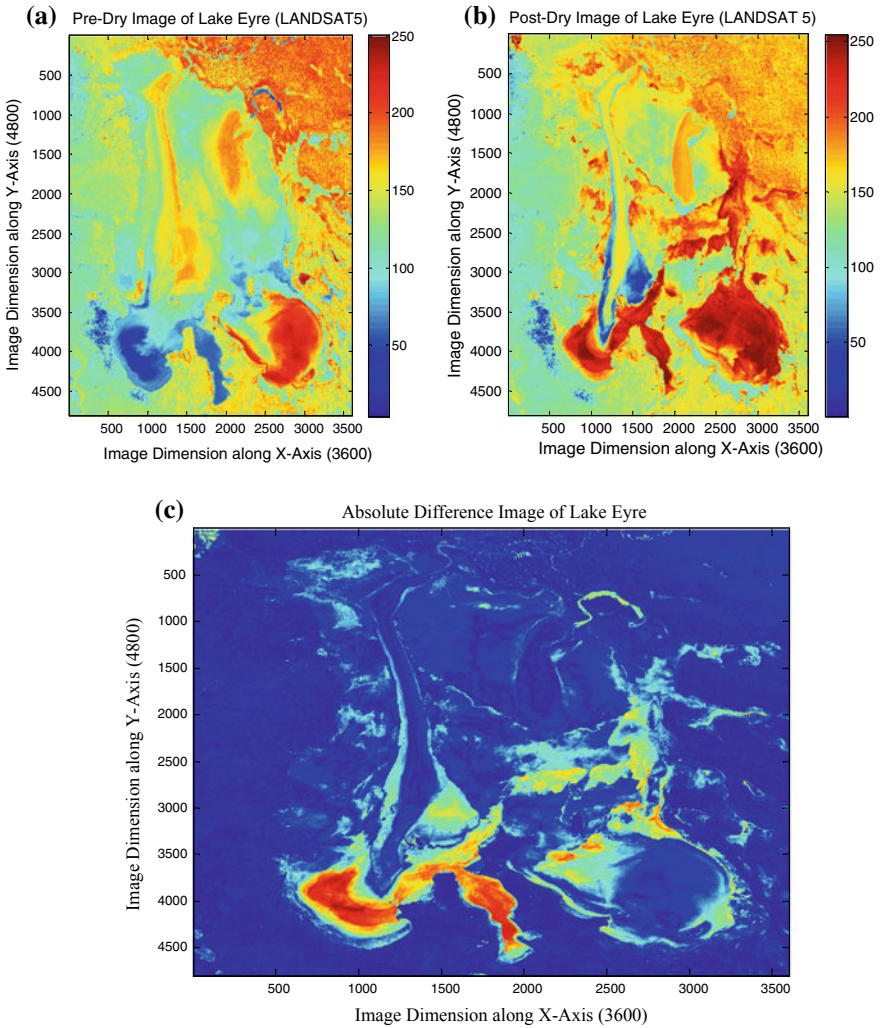 (a)
Pre-Dry Image of Lake Eyre (LANDSAT5)
Image Dimension along Y-Axis (4800)
500
1000
1500
2000
2500
3000
3500
4000
4500
500 1000 1500 2000 2500 3000 3500
Image Dimension along X-Axis (3600)
250
200
150
100
50
(b)
Post-Dry Image of Lake Eyre (LANDSAT 5)
Image Dimension along Y-Axis (4800)
500
1000
1500
2000
2500
3000
3500
4000
4500
500 1000 1500 2000 2500 3000 3500
Image Dimension along X-Axis (3600)
250
200
150
100
50
(c)
Absolute Difference Image of Lake Eyre
Image Dimension along Y-Axis (4800)
500
1000
1500
2000
2500
3000
3500
4000
4500
500 1000 1500 2000 2500 3000 3500
Image Dimension along X-Axis (3600)